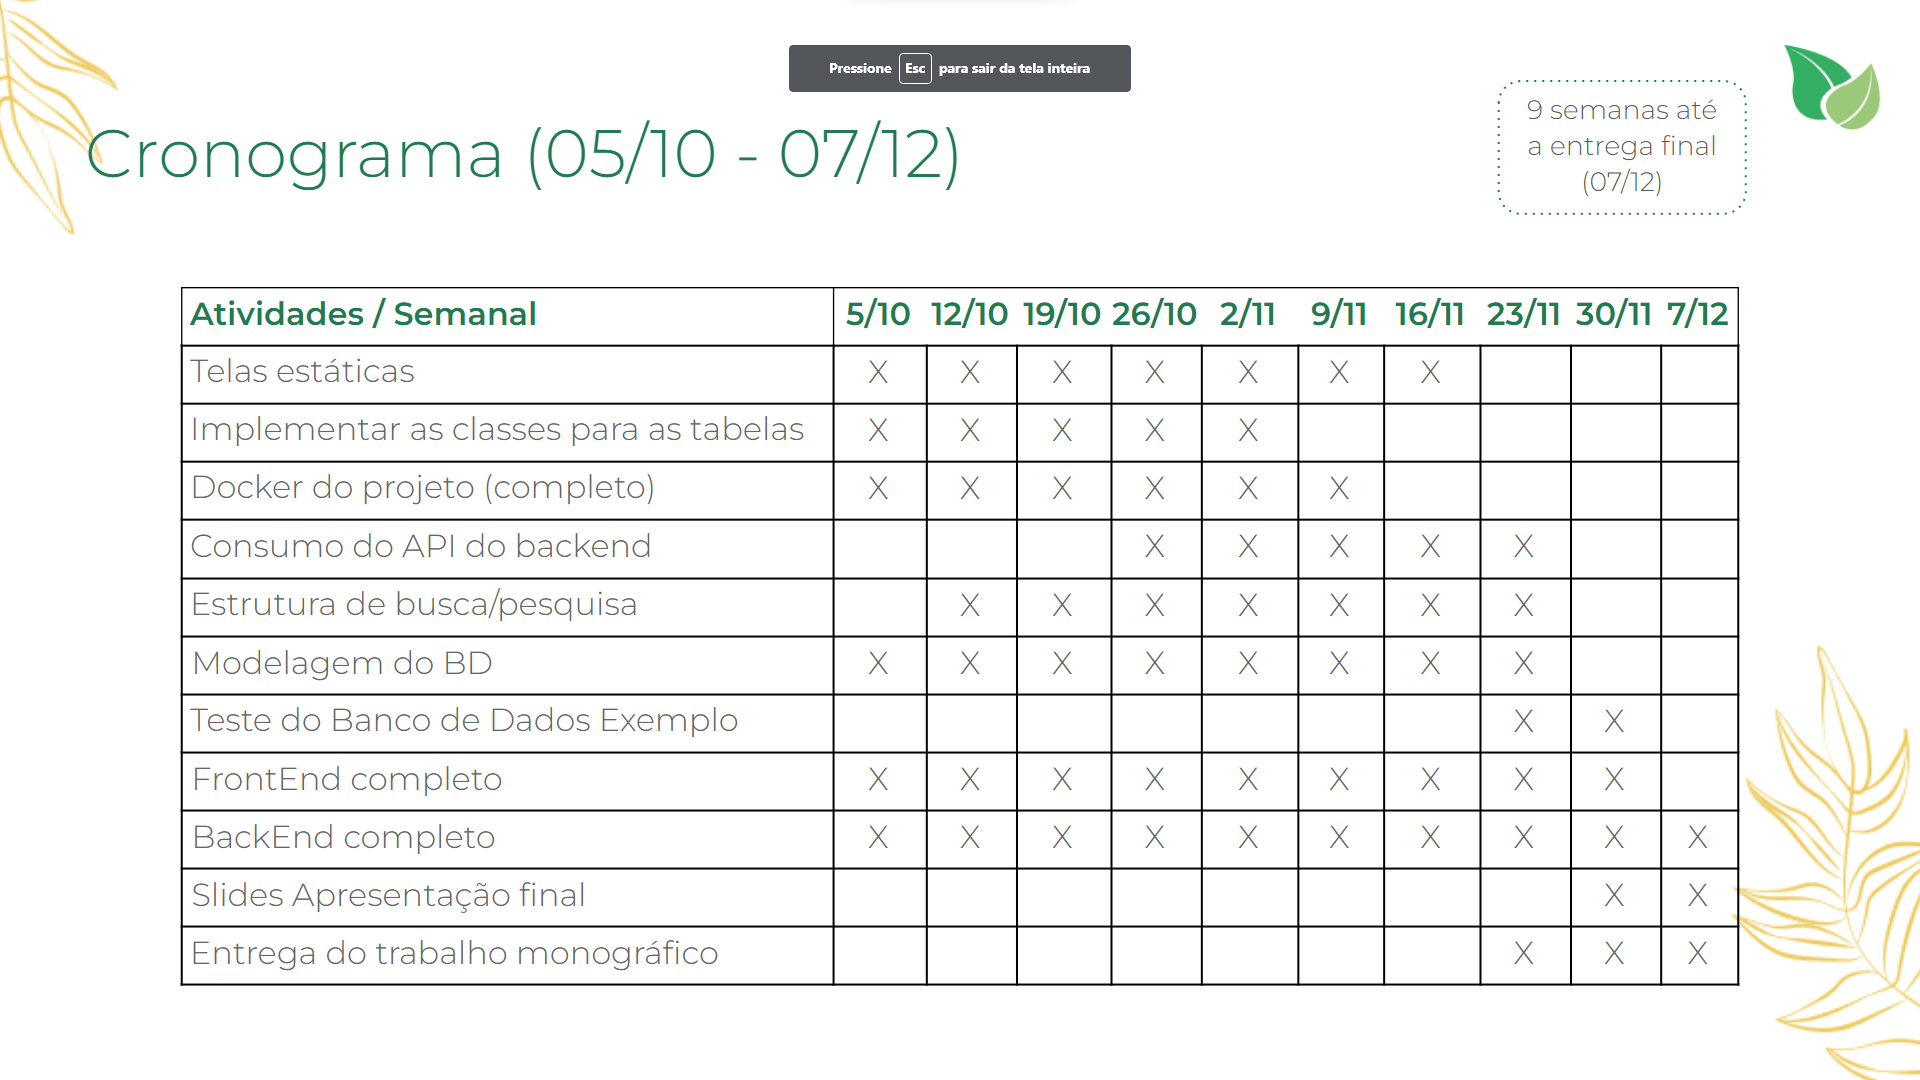 Pressione Esc para sair da tela inteira
9 semanas até
a entrega final
(07/12)
Cronograma (05/10 - 07/12)
Atividades / Semanal 5/10 12/10 19/10 26/10 2/11 9/11 16/11 23/11 30/11 7/12
Telas estáticas X X X X X X X
Implementar as classes para as tabelas X X X X X
Docker do projeto (completo) X X X X X X
Consumo do API do backend X X X X X
Estrutura de busca/pesquisa X X X X X X X
Modelagem do BD X X X X X X X X
Teste do Banco de Dados Exemplo X X
FrontEnd completo X X X X X X X X X
BackEnd completo X X X X X X X X X X
Slides Apresentação final X X
Entrega do trabalho monográfico X X X